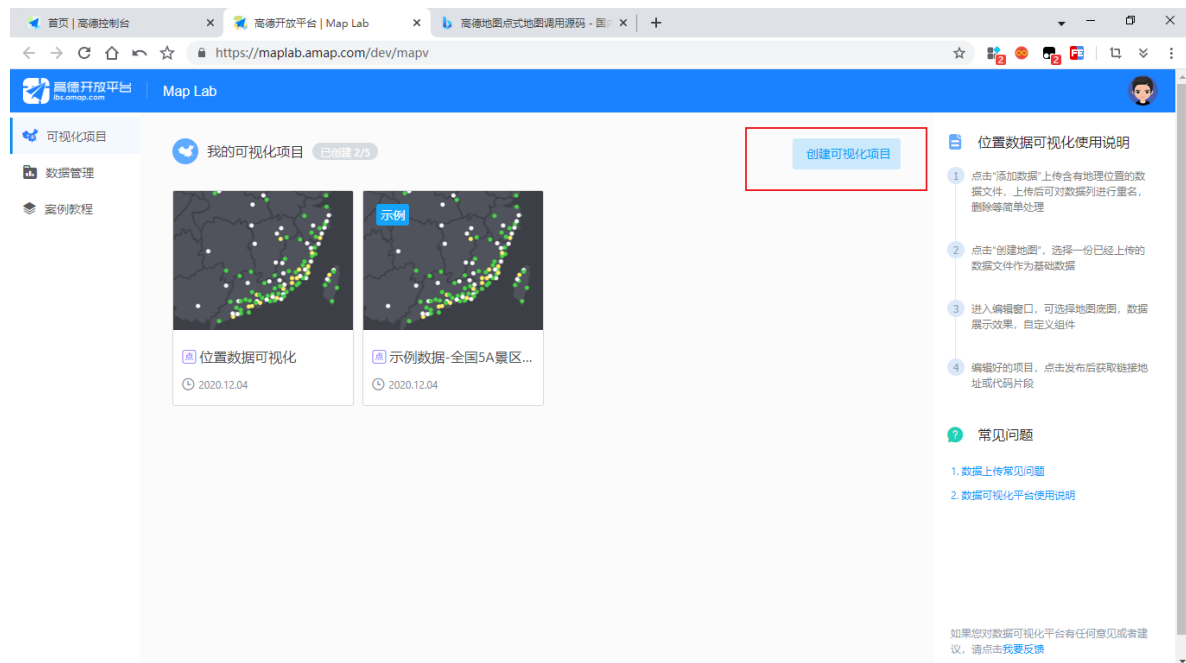 首页 | 高德控制台
高德开放平台 | Map Lab
高德地图点式地图调用源码 - 国
https://maplab.amap.com/dev/mapv
2
2
高德开放平台
lbs.amap.com
Map Lab
可视化项目
数据管理
案例教程
我的可视化项目
已创建 2/5
创建可视化项目
示例
点 位置数据可视化
2020.12.04
点 示例数据-全国5A景区...
2020.12.04
位置数据可视化使用说明
1 点击“添加数据”上传含有地理位置的数
据文件，上传后可对数据列进行重名，
删除等简单处理
2 点击“创建地图”，选择一份已经上传的
数据文件作为基础数据
3 进入编辑窗口，可选择地图底图，数据
展示效果，自定义组件
4 编辑好的项目，点击发布后获取链接地
址或代码片段
? 常见问题
1. 数据上传常见问题
2. 数据可视化平台使用说明
如果您对数据可视化平台有任何意见或者建
议，请点击我要反馈